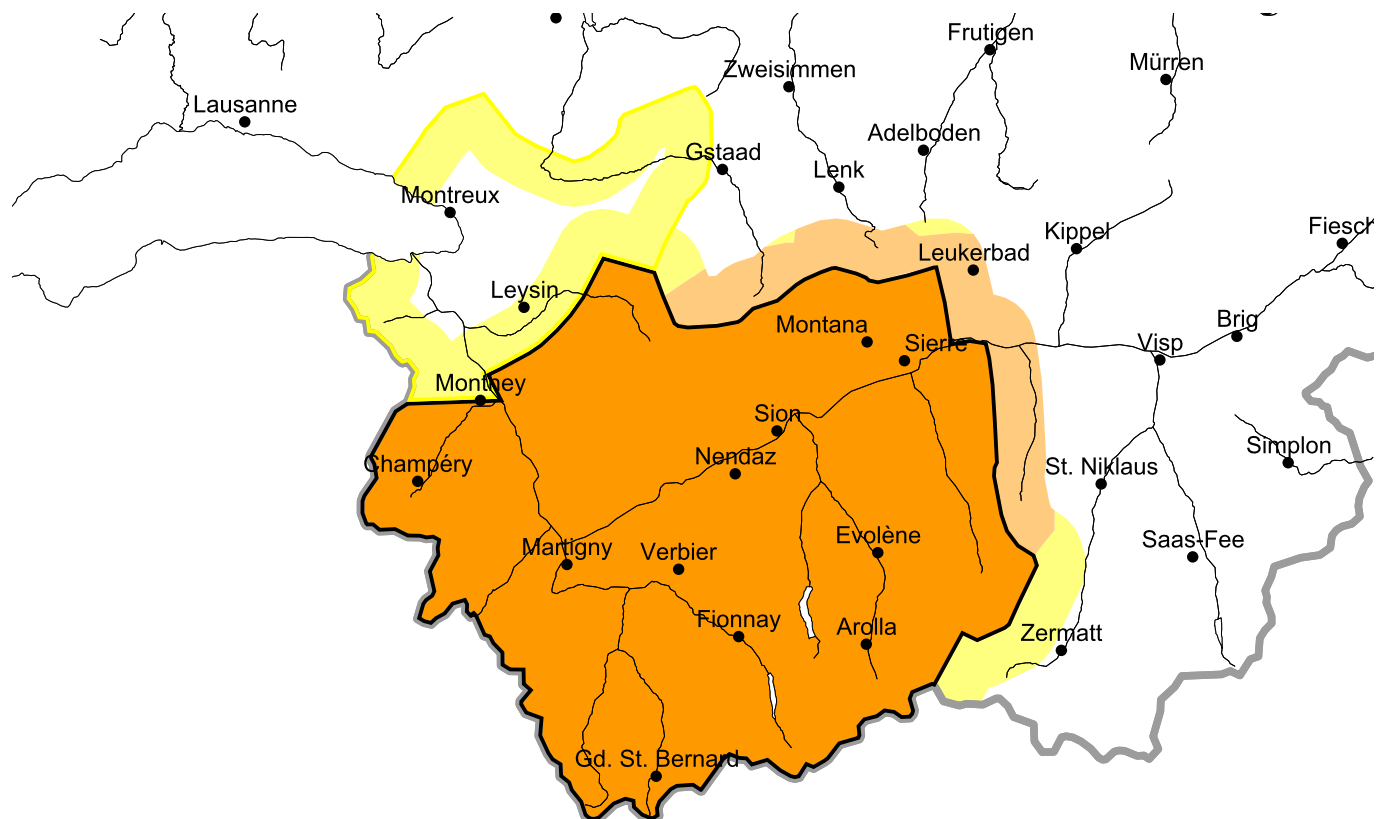 Frutigen
Zweisimmen
Mürren
Lausanne
Adelboden
Gstaad
Lenk
Montreux
Kippel
Fiesch
Leukerbad
Leysin
Montana
Sierre
Visp
Brig
Monthey
Sion
Simplon
Champéry
Nendaz
St. Niklaus
Martigny
Verbier
Evolène
Saas-Fee
Fionnay
Arolla
Zermatt
Gd. St. Bernard